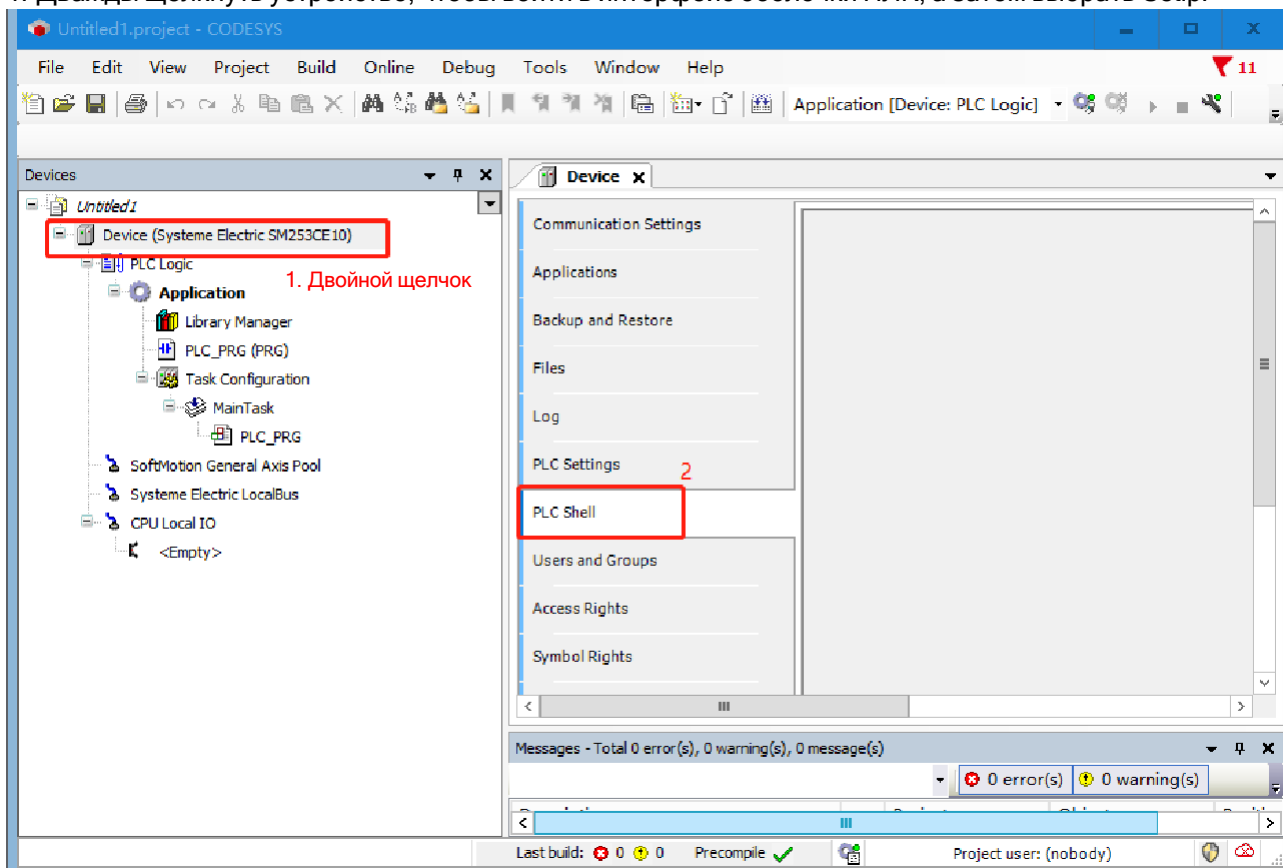 Untitled1.project - CODESYS
File Edit View Project Build Online Debug Tools Window Help
11
Application [Device: PLC Logic]
Devices
Untitled1
Device (Systeme Electric SM253CE10)
1. Двойной щелчок
PLC Logic
Application
Library Manager
PLC_PRG (PRG)
Task Configuration
MainTask
PLC_PRG
SoftMotion General Axis Pool
Systeme Electric LocalBus
CPU Local IO
<Empty>
Device
Communication Settings
Applications
Backup and Restore
Files
Log
PLC Settings
2
PLC Shell
Users and Groups
Access Rights
Symbol Rights
Messages - Total 0 error(s), 0 warning(s), 0 message(s)
0 error(s) 0 warning(s)
Last build: 0 0 Precompile
Project user: (nobody)